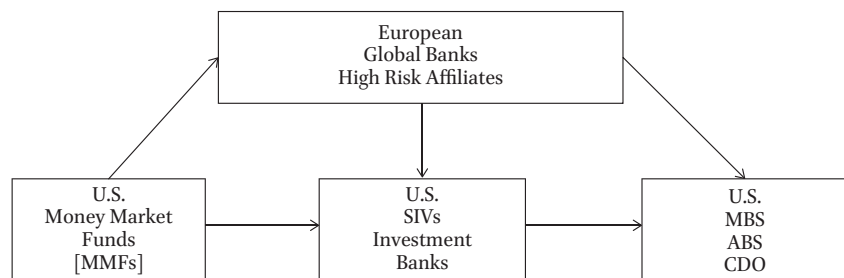 European
Global Banks
High Risk Affiliates
U.S.
Money Market
Funds
[MMFs]
U.S.
SIVs
Investment
Banks
U.S.
MBS
ABS
CDO